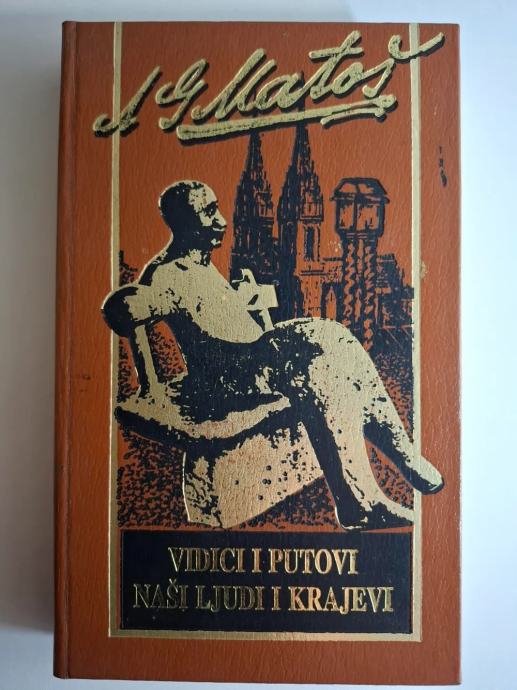 A G Matoš
VIDICI I PUTOVI
NAŠI LJUDI I KRAJEVI